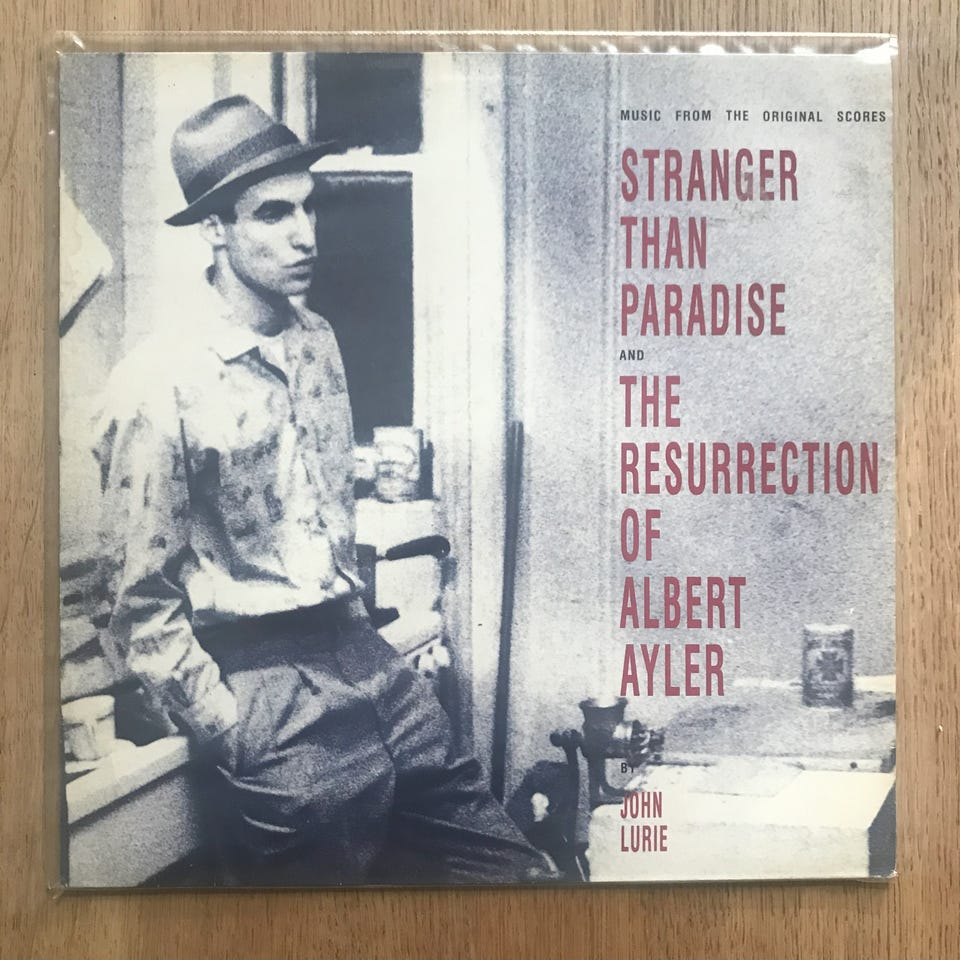 MUSIC FROM THE ORIGINAL SCORES
STRANGER
THAN
PARADISE
AND
THE
RESURRECTION
OF
ALBERT
AYLER
BY
JOHN
LURIE